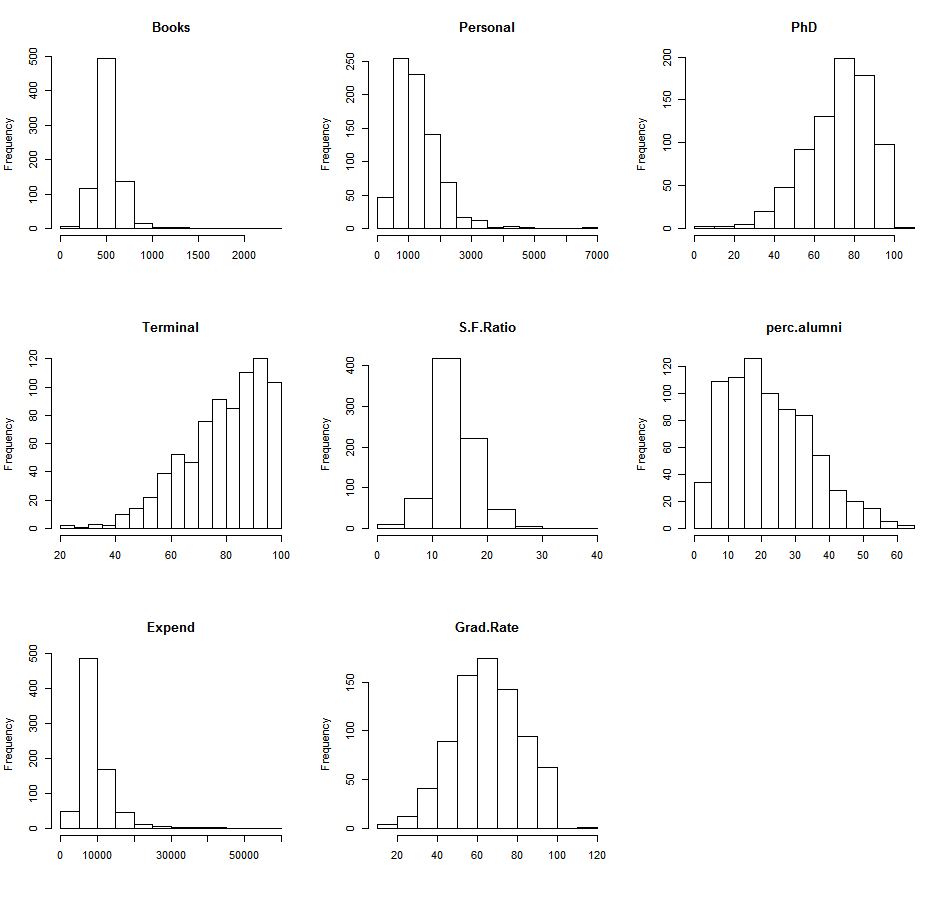 Books
Frequency
0 100 200 300 400 500
0 500 1000 1500 2000
Personal
Frequency
0 50 100 150 200 250
0 1000 3000 5000 7000
PhD
Frequency
0 50 100 150 200
0 20 40 60 80 100
Terminal
Frequency
0 20 40 60 80 100 120
20 40 60 80 100
S.F.Ratio
Frequency
0 100 200 300 400
0 10 20 30 40
perc.alumni
Frequency
0 20 40 60 80 100 120
0 10 20 30 40 50 60
Expend
Frequency
0 100 200 300 400 500
0 10000 30000 50000
Grad.Rate
Frequency
0 50 100 150
20 40 60 80 100 120